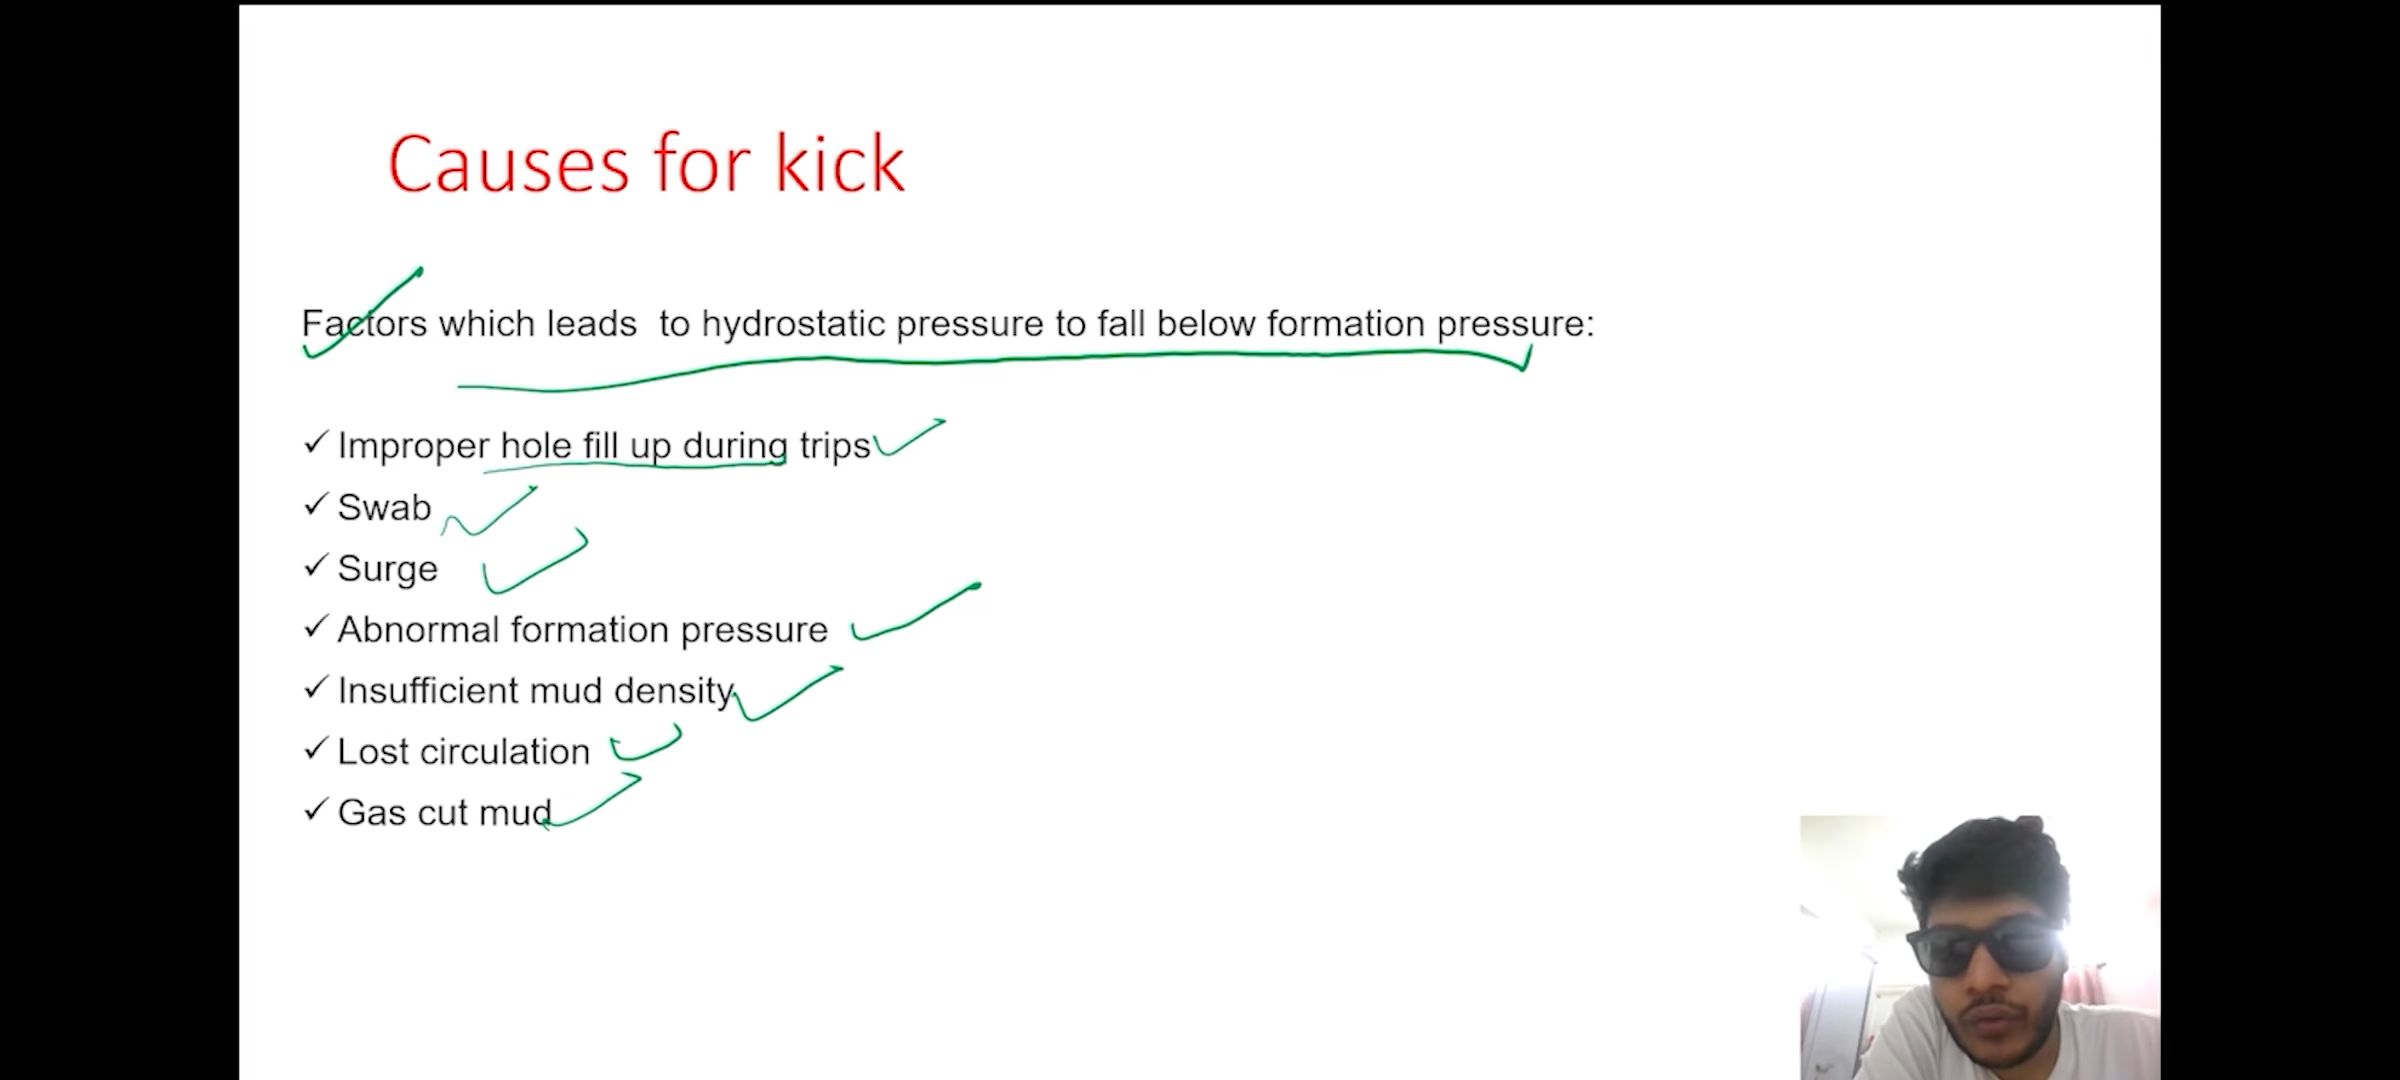 Causes for kick
Factors which leads to hydrostatic pressure to fall below formation pressure:
✓ Improper hole fill up during trips
✓ Swab
✓ Surge
✓ Abnormal formation pressure
✓ Insufficient mud density
✓ Lost circulation
✓ Gas cut mud